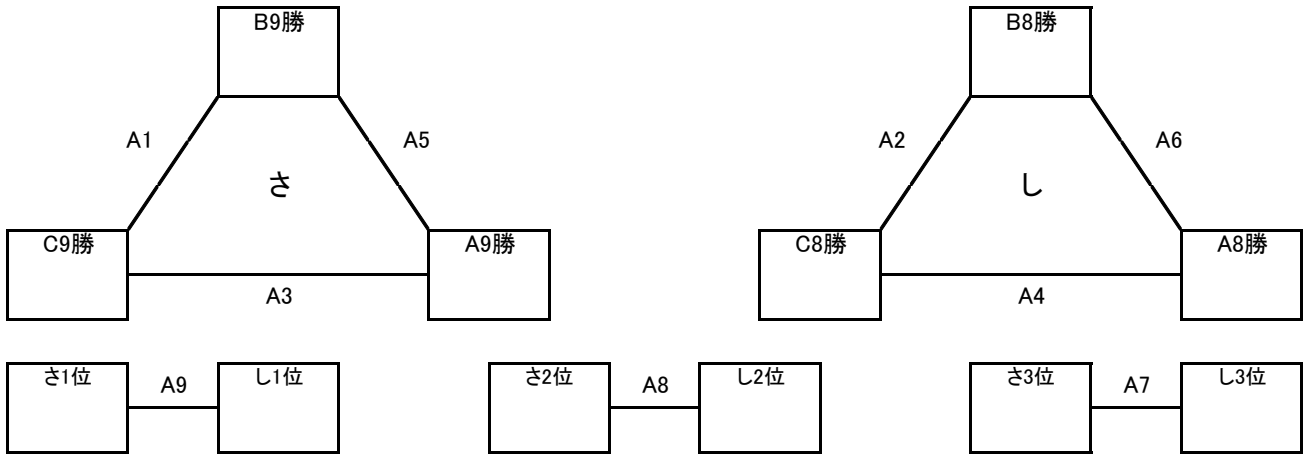 B9勝
B8勝
A1
A5
A2
A6
さ
し
C9勝
A9勝
C8勝
A8勝
A3
A4
さ1位
A9
し1位
さ2位
A8
し2位
さ3位
A7
し3位